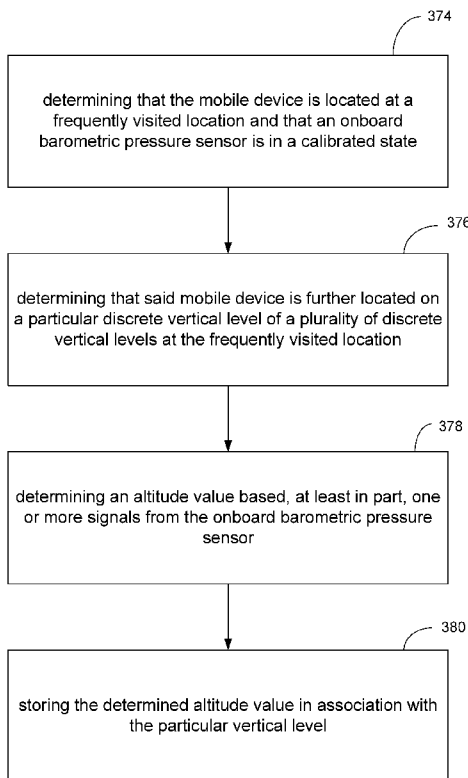 374
determining that the mobile device is located at a
frequently visited location and that an onboard
barometric pressure sensor is in a calibrated state
376
determining that said mobile device is further located on
a particular discrete vertical level of a plurality of discrete
vertical levels at the frequently visited location
378
determining an altitude value based, at least in part, one
or more signals from the onboard barometric pressure
sensor
380
storing the determined altitude value in association with
the particular vertical level